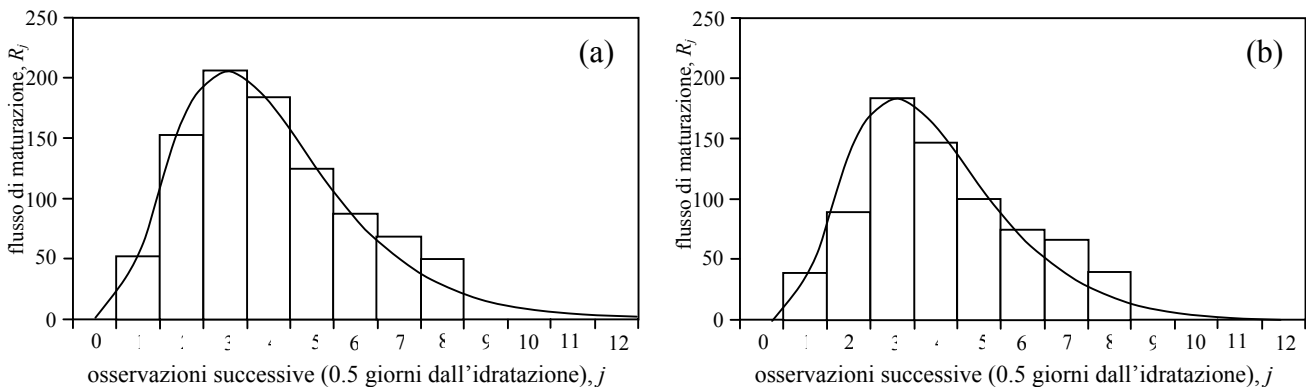 250
200
150
100
50
0
flusso di maturazione, Rⱼ
(a)
0 1 2 3 4 5 6 7 8 9 10 11 12
osservazioni successive (0.5 giorni dall'idratazione), j
250
200
150
100
50
0
flusso di maturazione, Rⱼ
(b)
0 1 2 3 4 5 6 7 8 9 10 11 12
osservazioni successive (0.5 giorni dall'idratazione), j